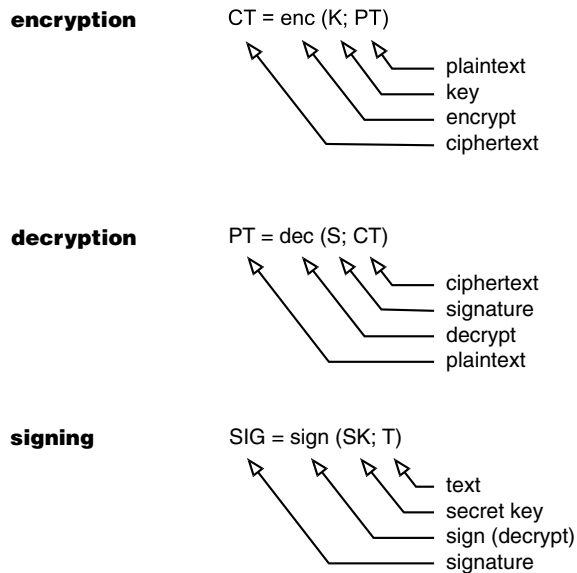 encryption CT = enc (K; PT)
plaintext
key
encrypt
ciphertext
decryption PT = dec (S; CT)
ciphertext
signature
decrypt
plaintext
signing SIG = sign (SK; T)
text
secret key
sign (decrypt)
signature